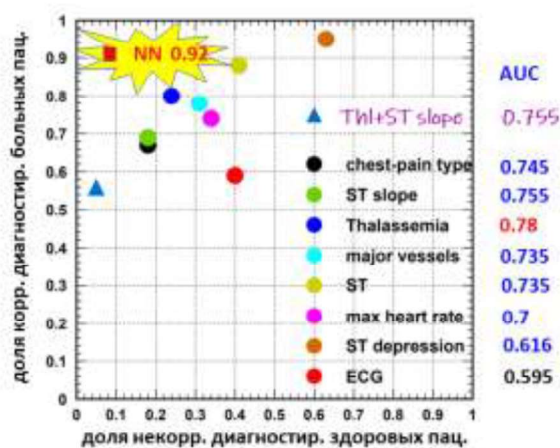 доля корр. диагностир. больных пац.
1
0.9
0.8
0.7
0.6
0.5
0.4
0.3
0.2
0.1
0
NN 0.92
AUC
Thl+ST slope 0.755
chest-pain type 0.745
ST slope 0.755
Thalassemia 0.78
major vessels 0.735
ST 0.735
max heart rate 0.7
ST depression 0.616
ECG 0.595
0 0.1 0.2 0.3 0.4 0.5 0.6 0.7 0.8 0.9 1
доля некорр. диагностир. здоровых пац.